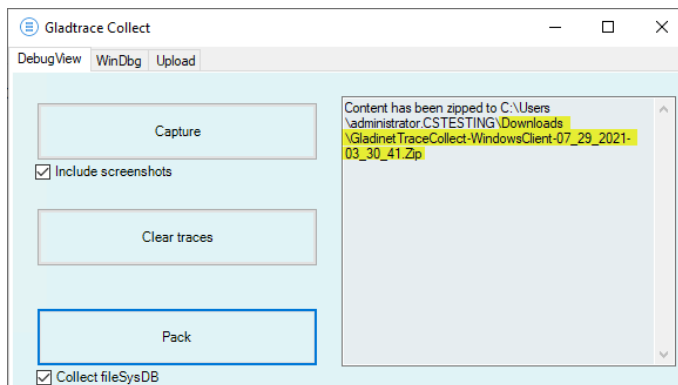 Gladtrace Collect
DebugView WinDbg Upload
Capture
Include screenshots
Clear traces
Pack
Collect fileSysDB
Content has been zipped to C:\Users
\administrator.CSTESTING\Downloads
\GladinetTraceCollect-WindowsClient-07_29_2021-
03_30_41.Zip